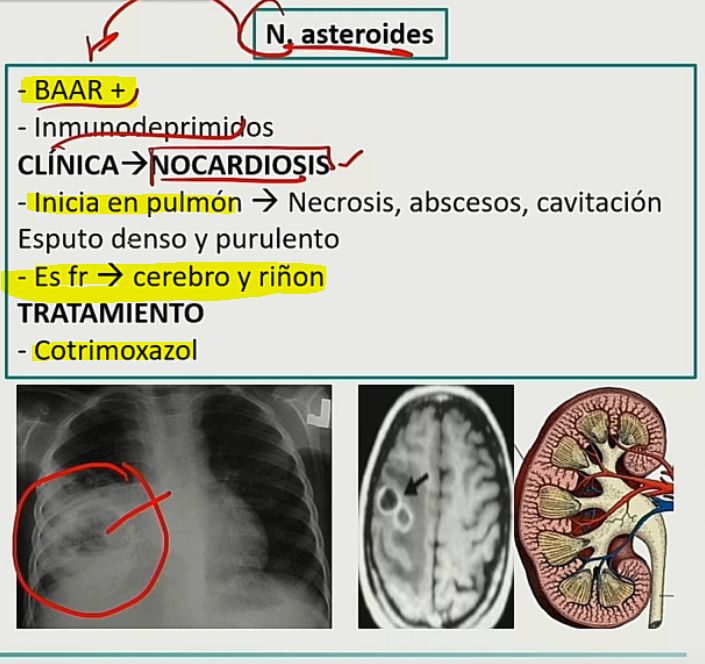 N. asteroides
- BAAR +
- Inmunodeprimidos
CLÍNICA→NOCARDIOSIS
- Inicia en pulmón → Necrosis, abscesos, cavitación
Esputo denso y purulento
- Es fr → cerebro y riñon
TRATAMIENTO
- Cotrimoxazol
L